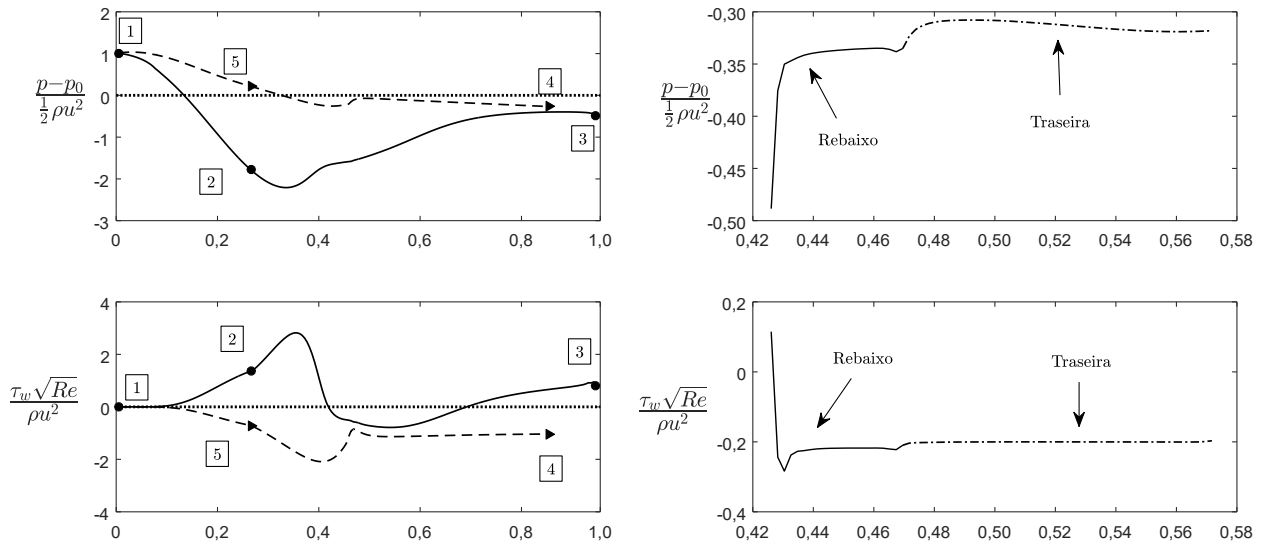 2
1
0
-1
-2
-3
p−p₀
½ρu²
1
5
2
4
3
0 0,2 0,4 0,6 0,8 1,0
-0,30
-0,35
-0,40
-0,45
-0,50
p−p₀
½ρu²
Rebaixo
Traseira
0,42 0,44 0,46 0,48 0,50 0,52 0,54 0,56 0,58
4
2
0
-2
-4
τw√Re
ρu²
1
2
3
5
4
0 0,2 0,4 0,6 0,8 1,0
0,2
0
-0,2
-0,4
τw√Re
ρu²
Rebaixo
Traseira
0,42 0,44 0,46 0,48 0,50 0,52 0,54 0,56 0,58